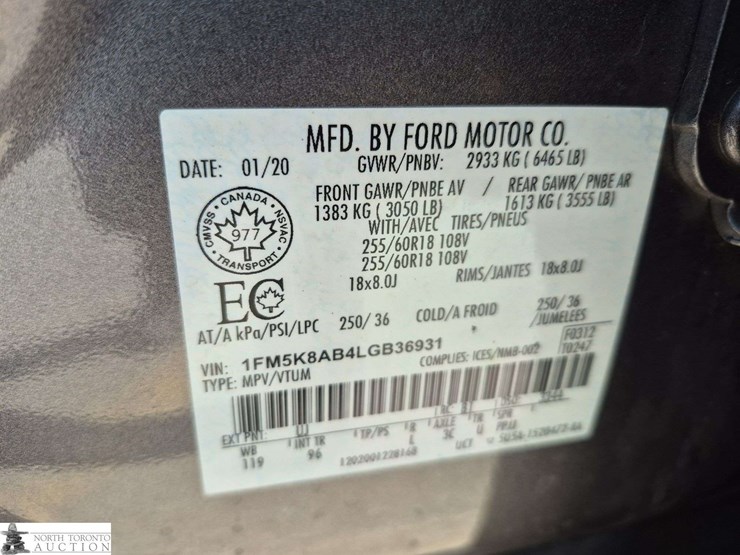 MFD. BY FORD MOTOR CO.
DATE: 01/20
GVWR/PNBV: 2933 KG ( 6465 LB)
FRONT GAWR/PNBE AV / REAR GAWR/ PNBE AR
1383 KG ( 3050 LB) 1613 KG ( 3555 LB)
WITH/AVEC TIRES/PNEUS
255/60R18 108V
255/60R18 108V
18x8.0J RIMS/JANTES 18x8.0J
CMVSS • CANADA • NSVAC • TRANSPORT •
977
EC
AT/A kPa/PSI/LPC 250/ 36 COLD/A FROID 250/ 36
/JUMELEES
VIN: 1FM5K8AB4LGB36931
COMPLIES: ICES/NMB-002
F0312
T0247
TYPE: MPV/VTUM
EXT PNT: INT TR TP/PS R AXLE TR SPR
WB 96 L 3C
119
1202001228168 UCT
NORTH TORONTO
AUCTION